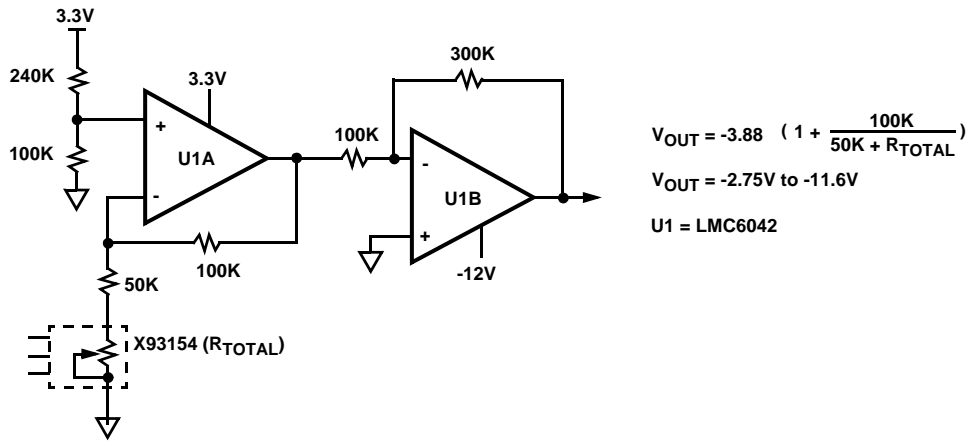 3.3V
240K
100K
+
-
U1A
3.3V
100K
50K
X93154 (RTOTAL)
100K
300K
-
+
U1B
-12V
VOUT = -3.88 ( 1 + 100K / 50K + RTOTAL )
VOUT = -2.75V to -11.6V
U1 = LMC6042